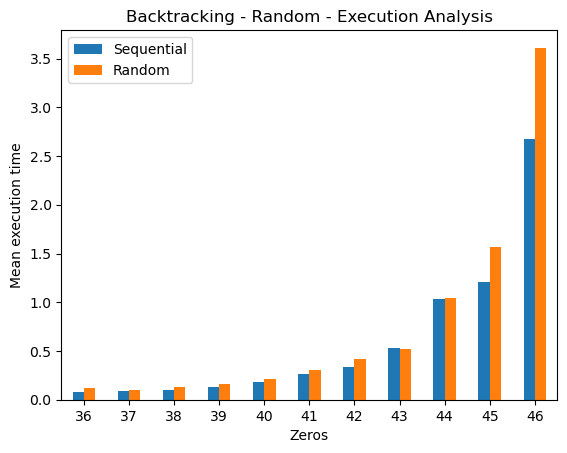 Backtracking - Random - Execution Analysis
Sequential
Random
Mean execution time
3.5
3.0
2.5
2.0
1.5
1.0
0.5
0.0
36 37 38 39 40 41 42 43 44 45 46
Zeros